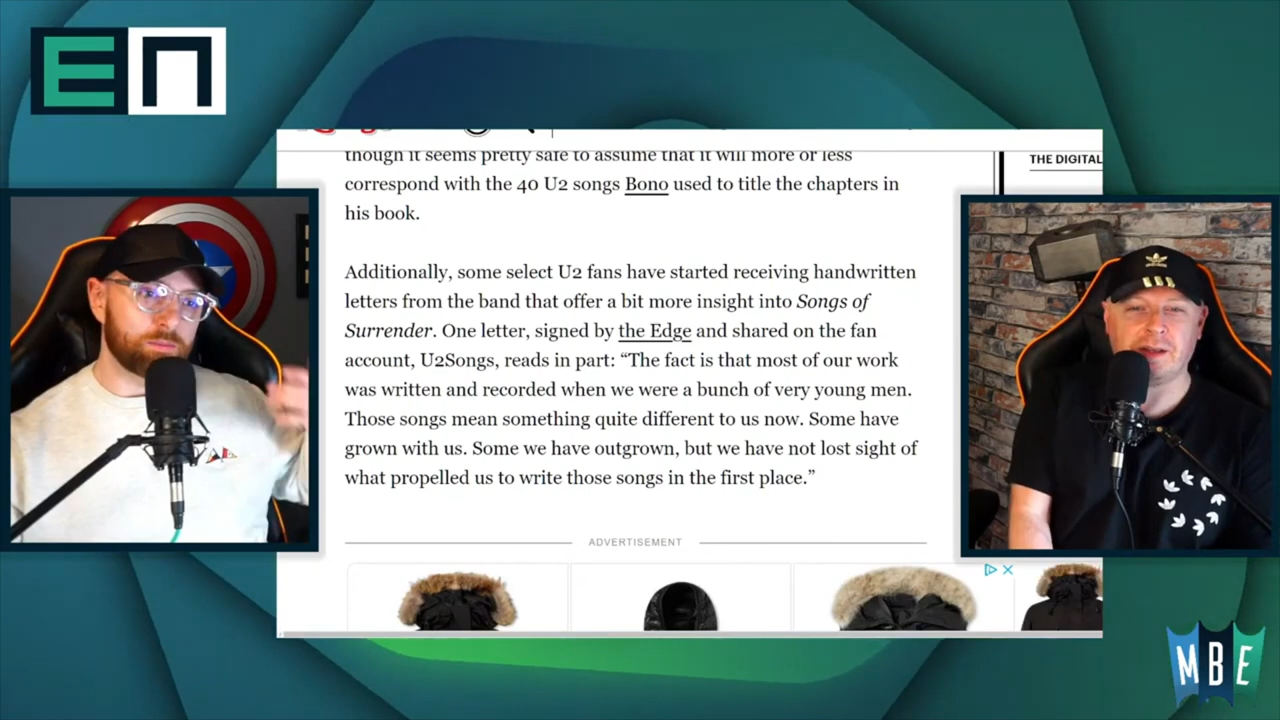 EN
though it seems pretty safe to assume that it will more or less
correspond with the 40 U2 songs Bono used to title the chapters in
his book.
THE DIGITAL
Additionally, some select U2 fans have started receiving handwritten
letters from the band that offer a bit more insight into Songs of
Surrender. One letter, signed by the Edge and shared on the fan
account, U2Songs, reads in part: “The fact is that most of our work
was written and recorded when we were a bunch of very young men.
Those songs mean something quite different to us now. Some have
grown with us. Some we have outgrown, but we have not lost sight of
what propelled us to write those songs in the first place.”
ADVERTISEMENT
MBE